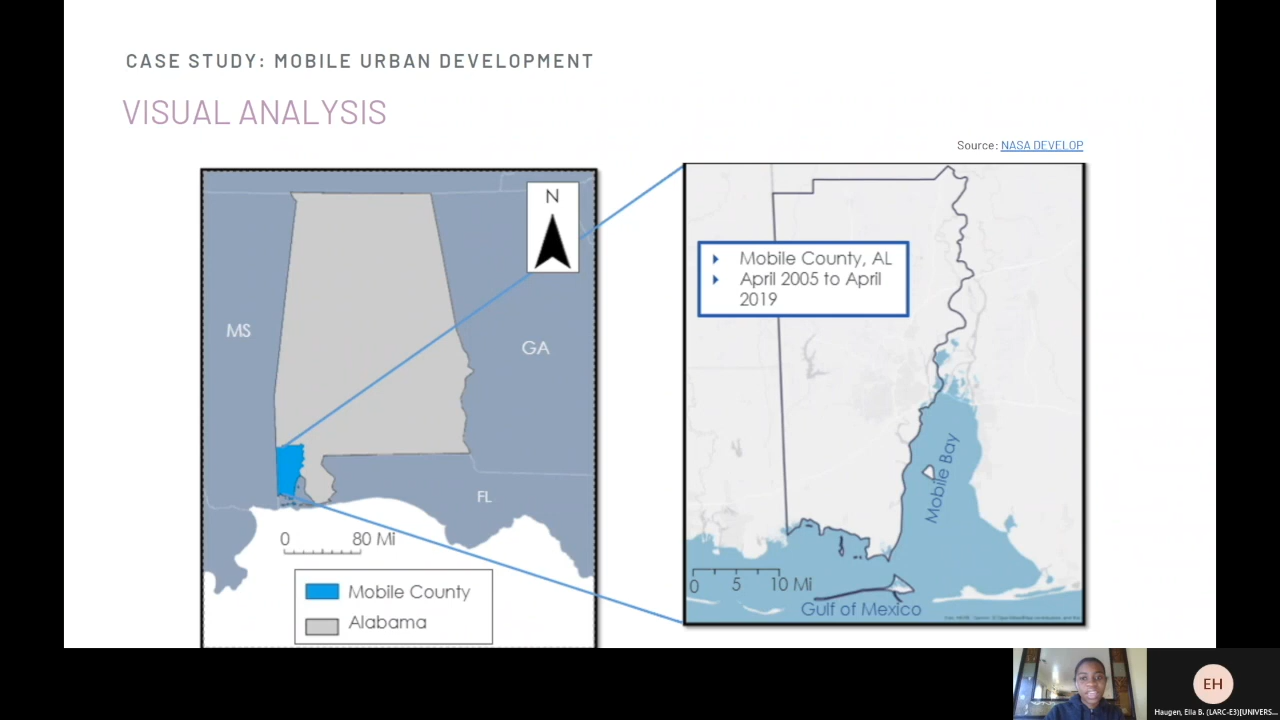 CASE STUDY: MOBILE URBAN DEVELOPMENT
VISUAL ANALYSIS
Source: NASA DEVELOP
N
MS
GA
FL
0 80 Mi
Mobile County
Alabama
Mobile County, AL
April 2005 to April
2019
Mobile Bay
0 5 10 Mi
Gulf of Mexico
EH
Haugen, Ella B. (LARC-E3)[UNIVERS...